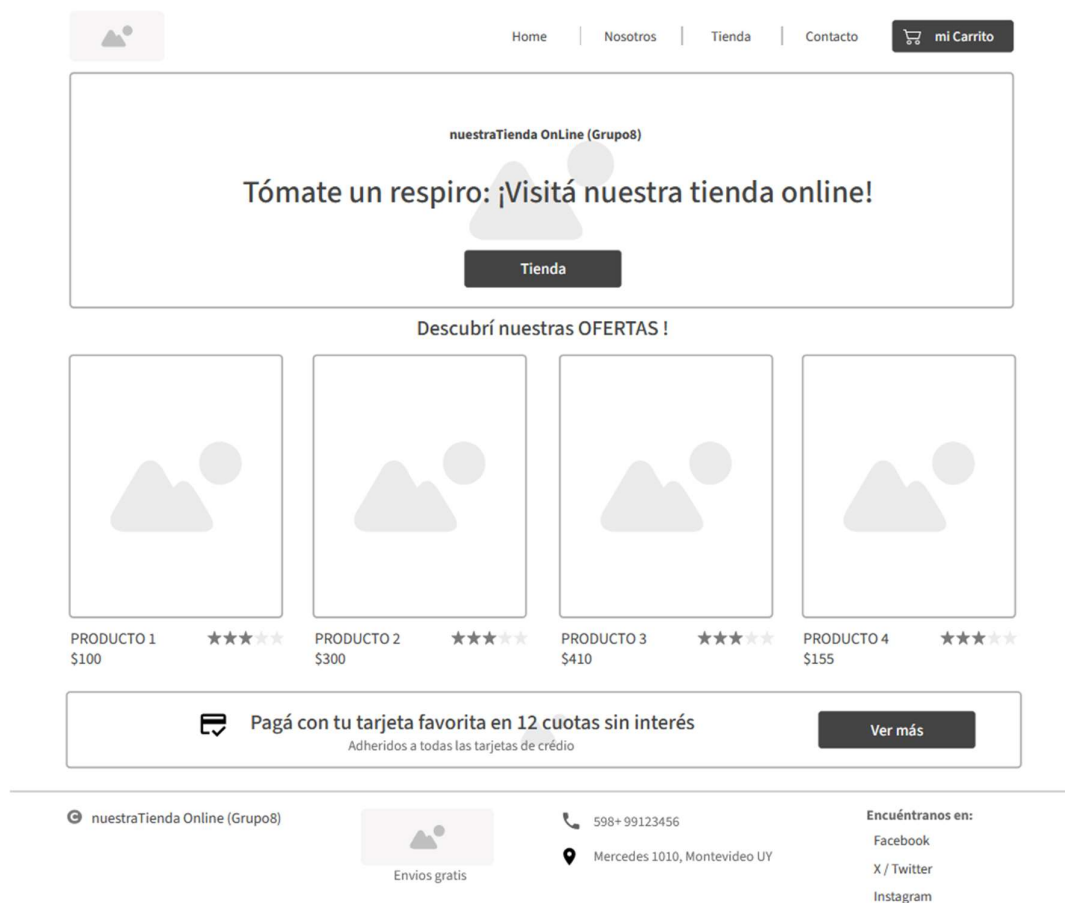 Home
Nosotros
Tienda
Contacto
mi Carrito
nuestraTienda OnLine (Grupo8)
Tómate un respiro: ¡Visitá nuestra tienda online!
Tienda
Descubrí nuestras OFERTAS !
PRODUCTO 1
$100
PRODUCTO 2
$300
PRODUCTO 3
$410
PRODUCTO 4
$155
Pagá con tu tarjeta favorita en 12 cuotas sin interés
Adheridos a todas las tarjetas de crédio
Ver más
nuestraTienda Online (Grupo8)
Envios gratis
598+ 99123456
Mercedes 1010, Montevideo UY
Encuéntranos en:
Facebook
X / Twitter
Instagram